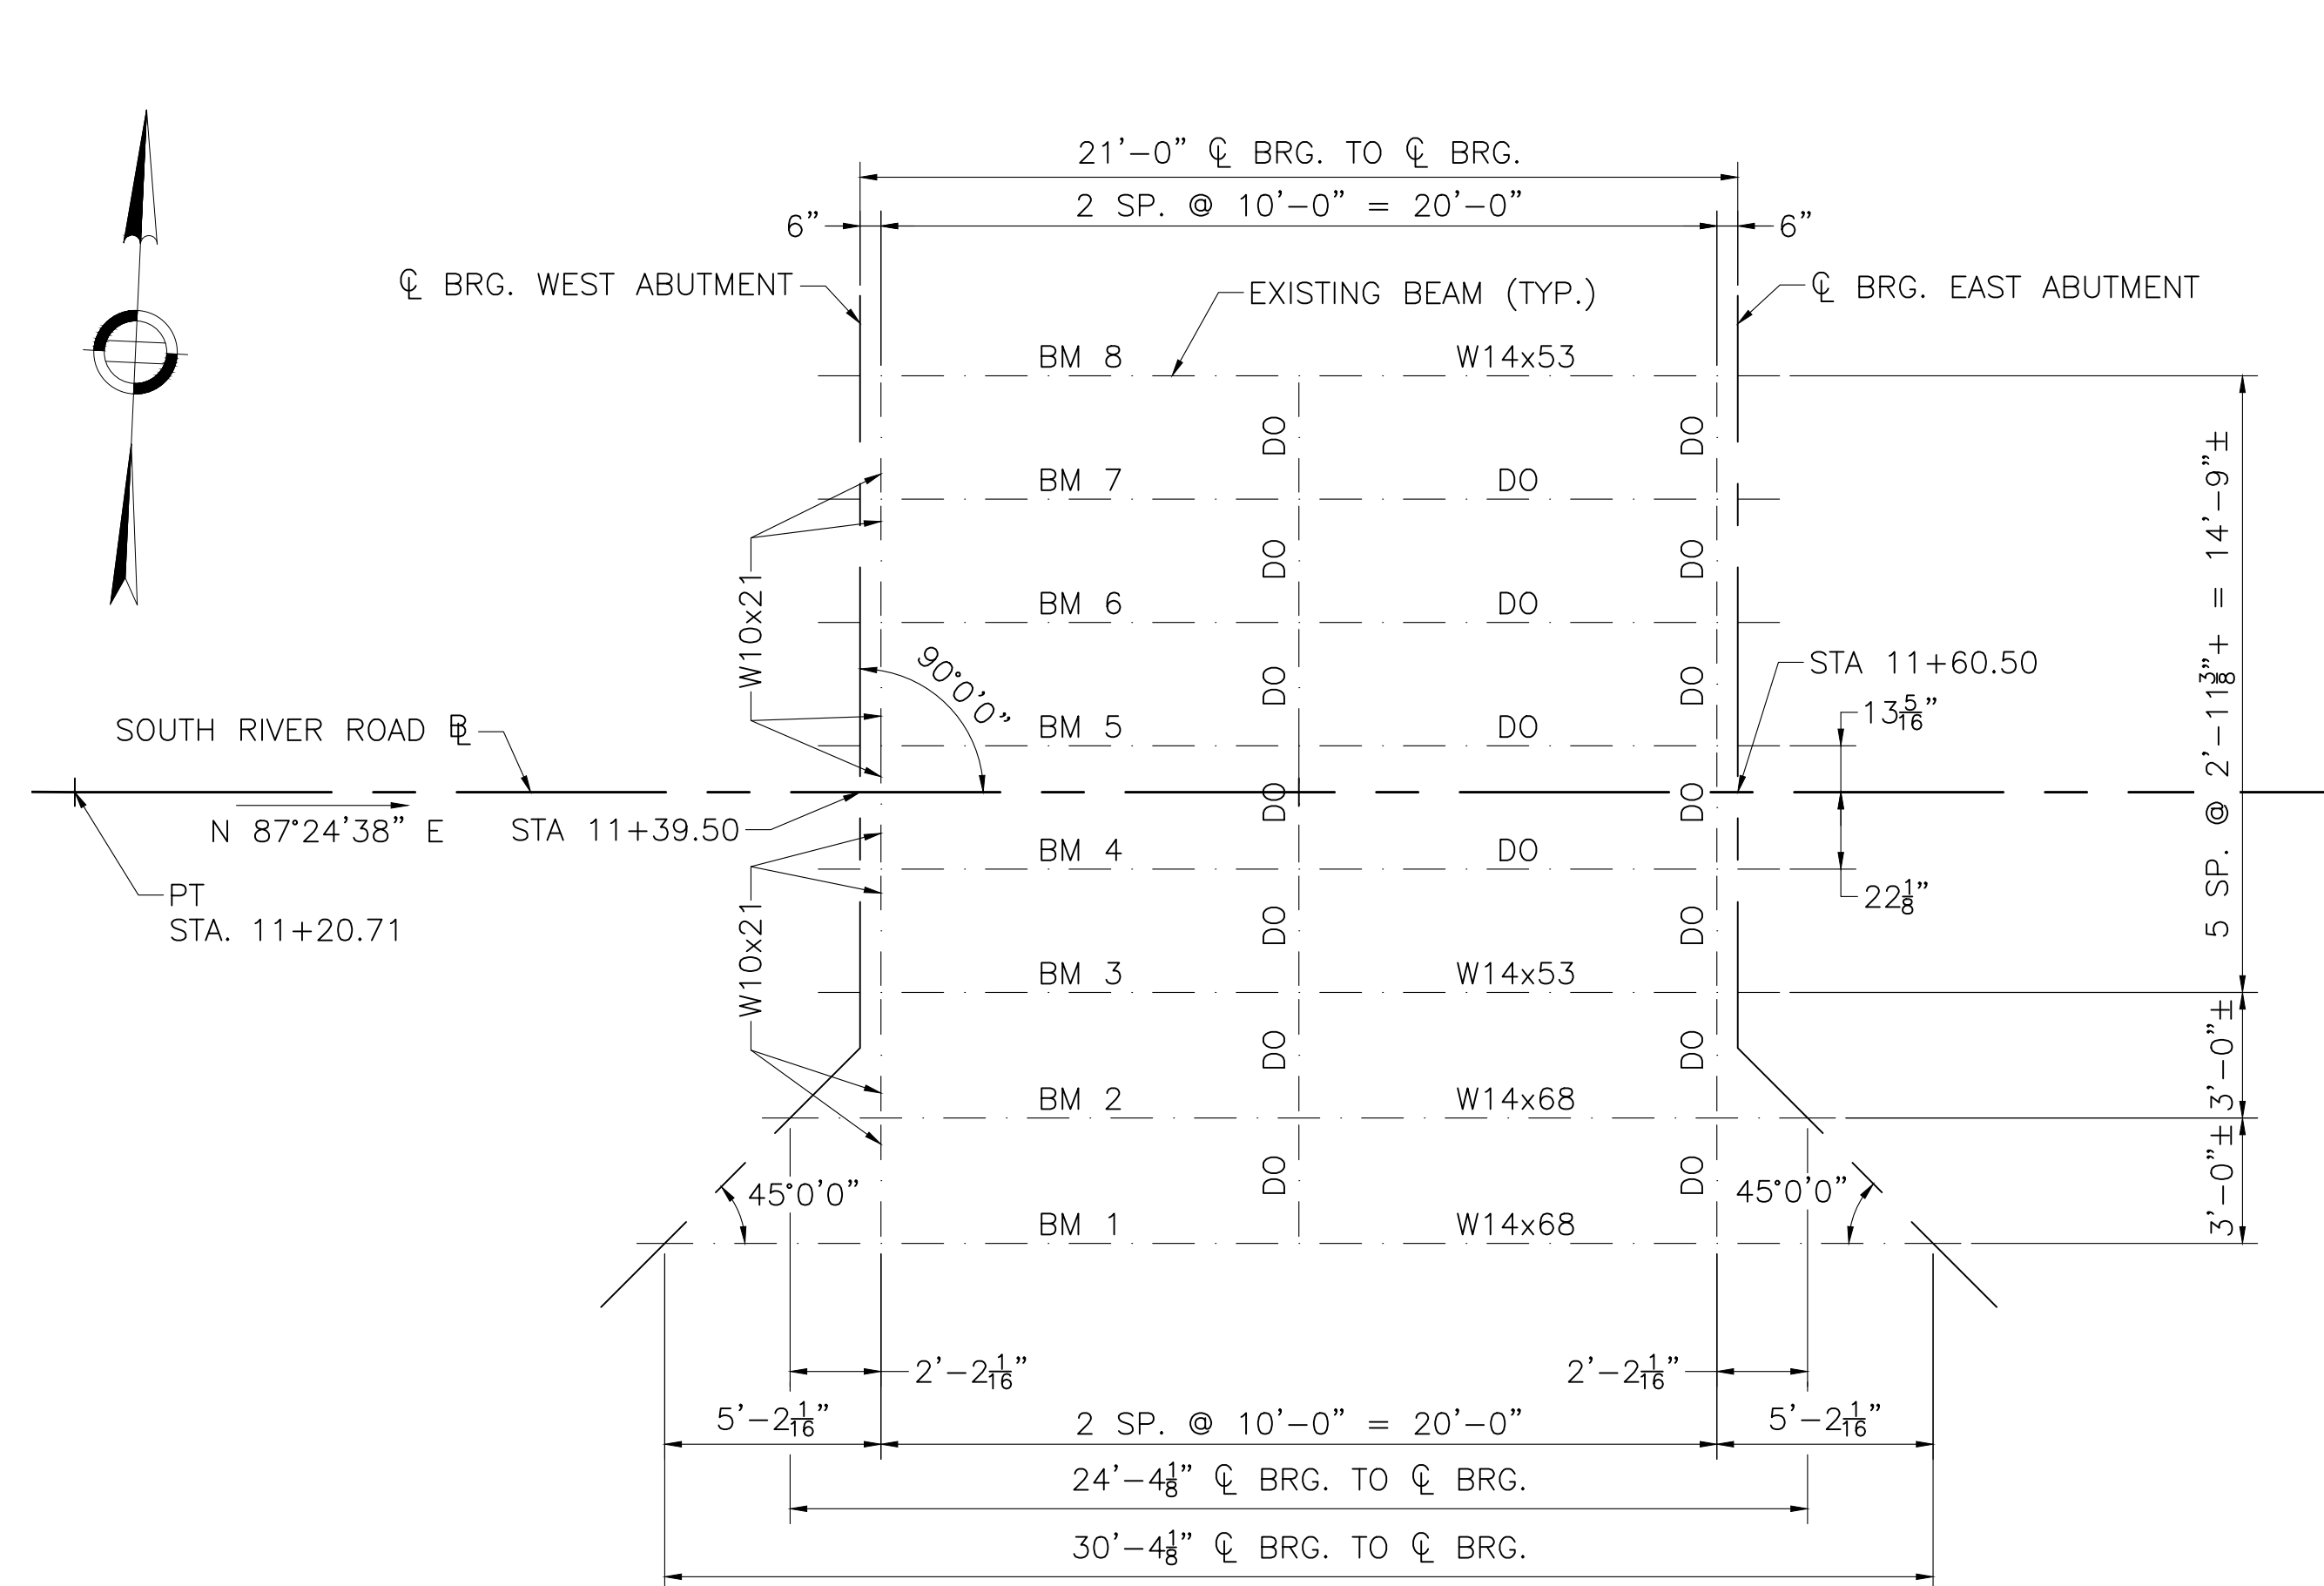 21'-0" ℄ BRG. TO ℄ BRG.
2 SP. @ 10'-0" = 20'-0"
6"
6"
℄ BRG. WEST ABUTMENT
EXISTING BEAM (TYP.)
℄ BRG. EAST ABUTMENT
BM 8
W14x53
DO
DO
BM 7
DO
DO
DO
BM 6
DO
W10x21
90°0'0"
DO
DO
STA 11+60.50
13 5/16"
SOUTH RIVER ROAD BL
BM 5
DO
5 SP. @ 2'-11 3/8"+ = 14'-9"±
DO
DO
N 87°24'38" E
STA 11+39.50
BM 4
DO
22 1/8"
PT
STA. 11+20.71
DO
DO
W10x21
BM 3
W14x53
DO
DO
3'-0"±
BM 2
W14x68
DO
DO
45°0'0"
45°0'0"
3'-0"±
BM 1
W14x68
2'-2 1/16"
2'-2 1/16"
5'-2 1/16"
2 SP. @ 10'-0" = 20'-0"
5'-2 1/16"
24'-4 1/8" ℄ BRG. TO ℄ BRG.
30'-4 1/8" ℄ BRG. TO ℄ BRG.